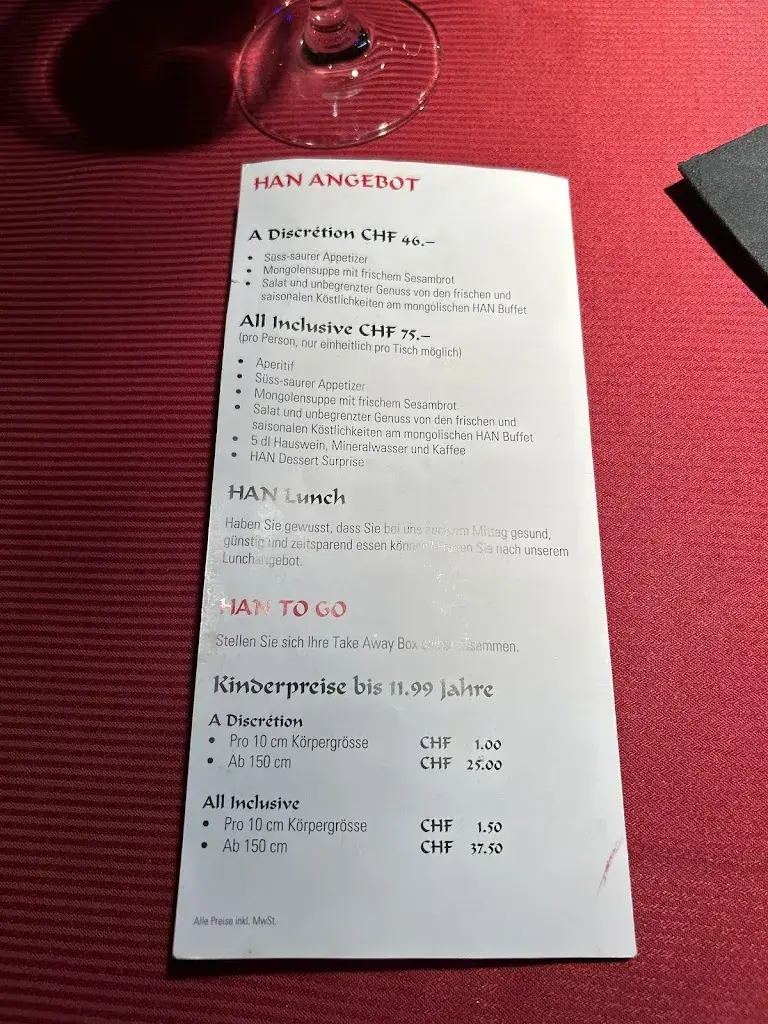 HAN ANGEBOT
A Discrétion CHF 46.–
• Süss-saurer Appetizer
• Mongolensuppe mit frischem Sesambrot
• Salat und unbegrenzter Genuss von den frischen und
saisonalen Köstlichkeiten am mongolischen HAN Buffet
All Inclusive CHF 75.–
(pro Person, nur einheitlich pro Tisch möglich)
• Aperitif
• Süss-saurer Appetizer
• Mongolensuppe mit frischem Sesambrot
• Salat und unbegrenzter Genuss von den frischen und
saisonalen Köstlichkeiten am mongolischen HAN Buffet
• 5 dl Hauswein, Mineralwasser und Kaffee
• HAN Dessert Surprise
HAN Lunch
Haben Sie gewusst, dass Sie bei uns Mittag gesund,
günstig und zeitsparend essen Sie nach unserem
Lunchangebot.
HAN TO GO
Stellen Sie sich Ihre Take Away Box zusammen.
Kinderpreise bis 11.99 Jahre
A Discrétion
• Pro 10 cm Körpergrösse CHF 1.00
• Ab 150 cm CHF 25.00
All Inclusive
• Pro 10 cm Körpergrösse CHF 1.50
• Ab 150 cm CHF 37.50
Alle Preise inkl. MwSt.